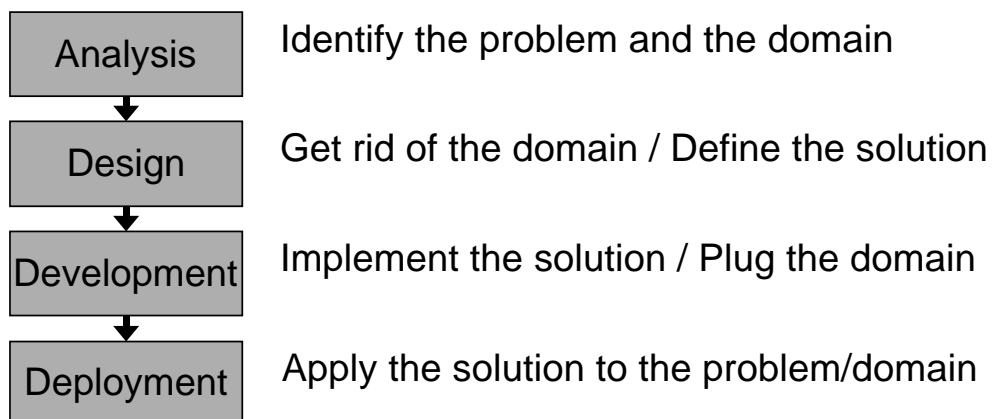 Analysis
Identify the problem and the domain
Design
Get rid of the domain / Define the solution
Development
Implement the solution / Plug the domain
Deployment
Apply the solution to the problem/domain